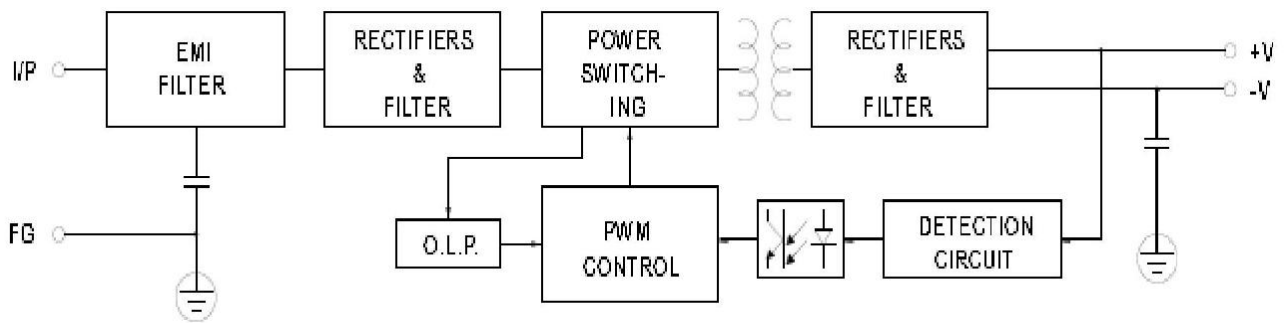 I/P
EMI
FILTER
RECTIFIERS
&
FILTER
POWER
SWITCH-
ING
RECTIFIERS
&
FILTER
+V
-V
FG
O.L.P.
PWM
CONTROL
DETECTION
CIRCUIT